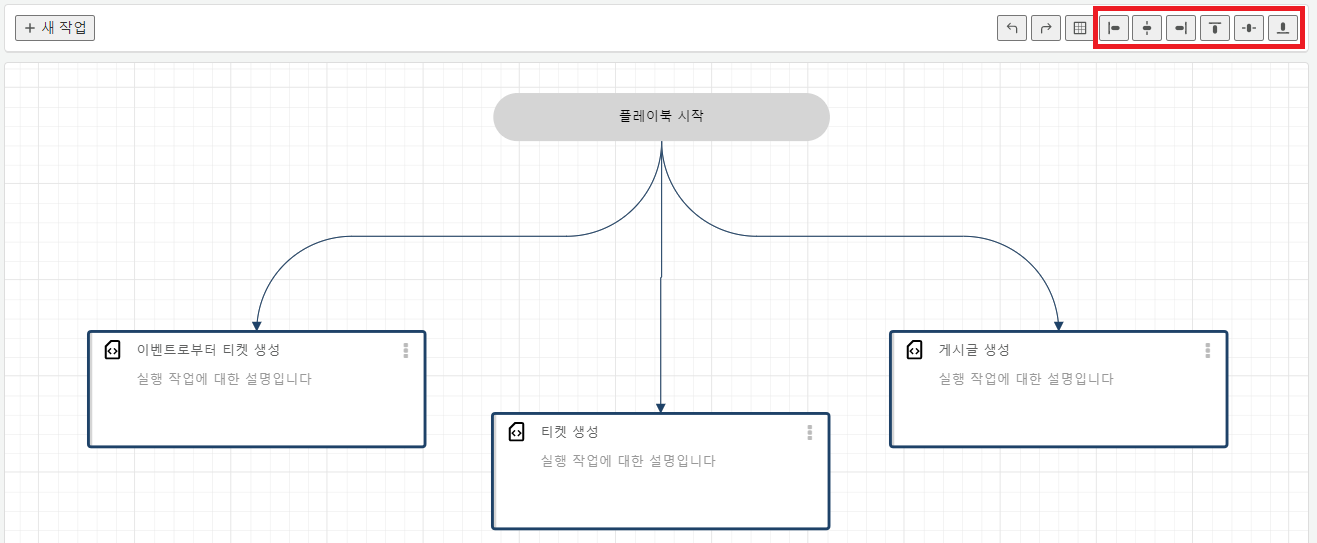 + 새 작업
플레이북 시작
이벤트로부터 티켓 생성
실행 작업에 대한 설명입니다
게시글 생성
실행 작업에 대한 설명입니다
티켓 생성
실행 작업에 대한 설명입니다